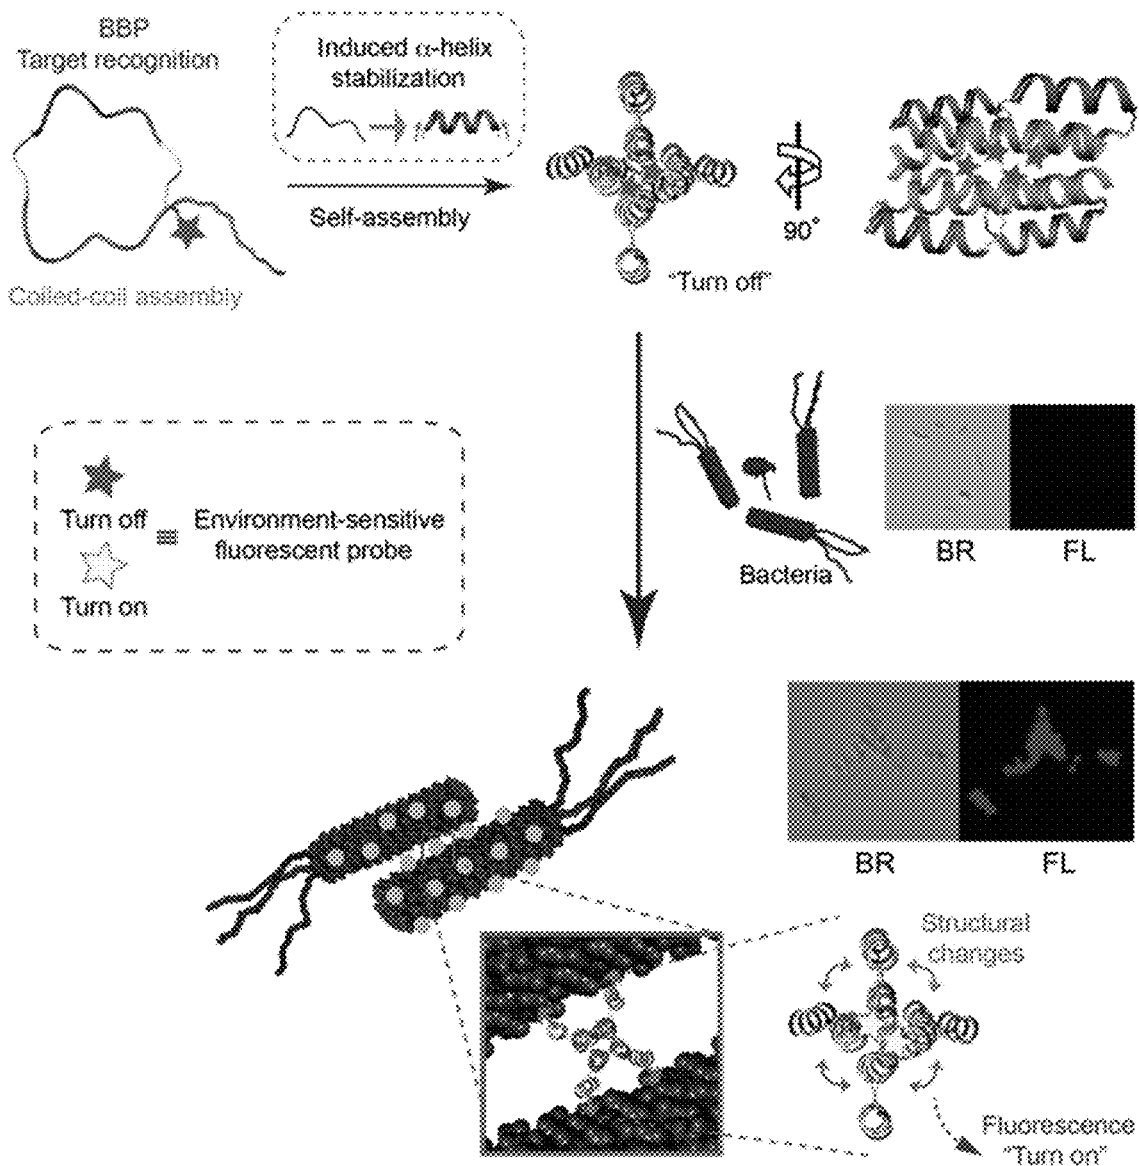 BBP
Target recognition
Induced α-helix
stabilization
Self-assembly
Coiled-coil assembly
"Turn off"
90°
Turn off
Turn on
≡
Environment-sensitive
fluorescent probe
Bacteria
BR
FL
BR
FL
Structural
changes
Fluorescence
"Turn on"